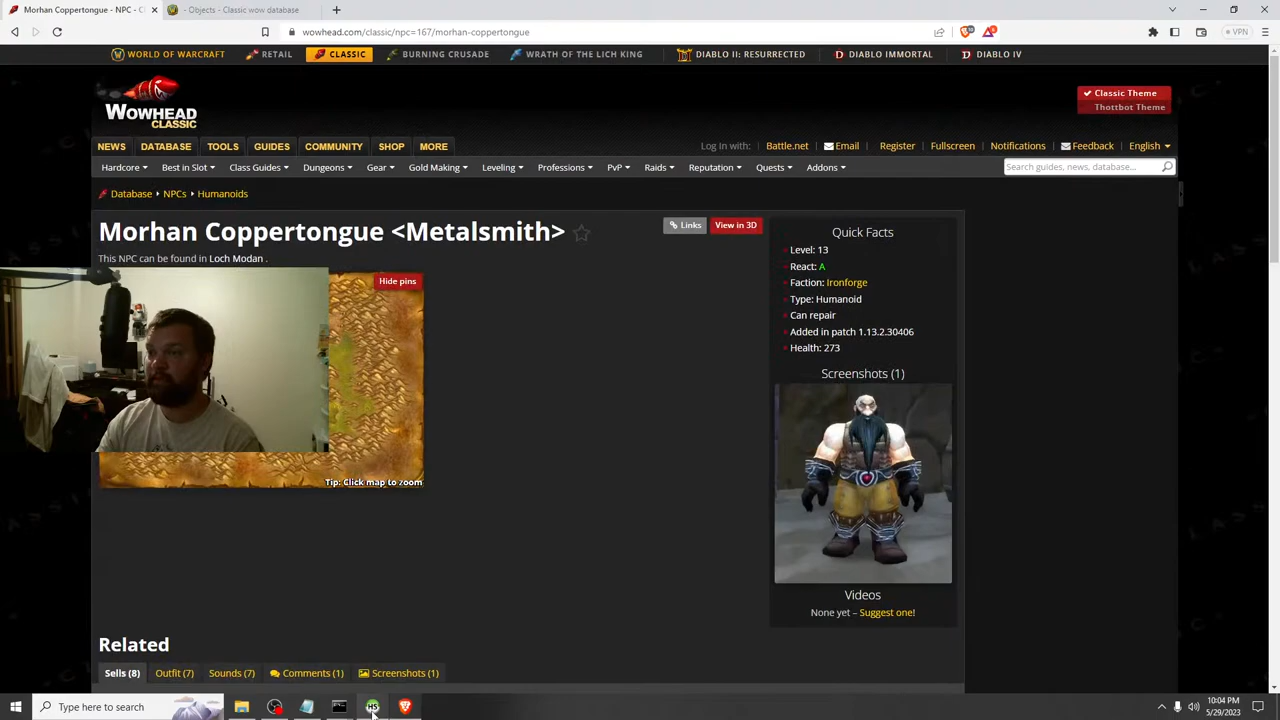 Morhan Coppertongue - NPC - C
- Objects - Classic wow database
wowhead.com/classic/npc=167/morhan-coppertongue
VPN
WORLD OF WARCRAFT
RETAIL
CLASSIC
BURNING CRUSADE
WRATH OF THE LICH KING
DIABLO II: RESURRECTED
DIABLO IMMORTAL
DIABLO IV
WOWHEAD
CLASSIC
Classic Theme
Thottbot Theme
NEWS
DATABASE
TOOLS
GUIDES
COMMUNITY
SHOP
MORE
Log in with:
Battle.net
Email
Register
Fullscreen
Notifications
Feedback
English
Hardcore
Best in Slot
Class Guides
Dungeons
Gear
Gold Making
Leveling
Professions
PvP
Raids
Reputation
Quests
Addons
Search guides, news, database...
Database
NPCs
Humanoids
Morhan Coppertongue <Metalsmith>
Links
View in 3D
This NPC can be found in Loch Modan .
Hide pins
Tip: Click map to zoom
Quick Facts
Level: 13
React: A
Faction: Ironforge
Type: Humanoid
Can repair
Added in patch 1.13.2.30406
Health: 273
Screenshots (1)
Videos
None yet – Suggest one!
Related
Sells (8)
Outfit (7)
Sounds (7)
Comments (1)
Screenshots (1)
Type here to search
HS
10:04 PM
5/29/2023